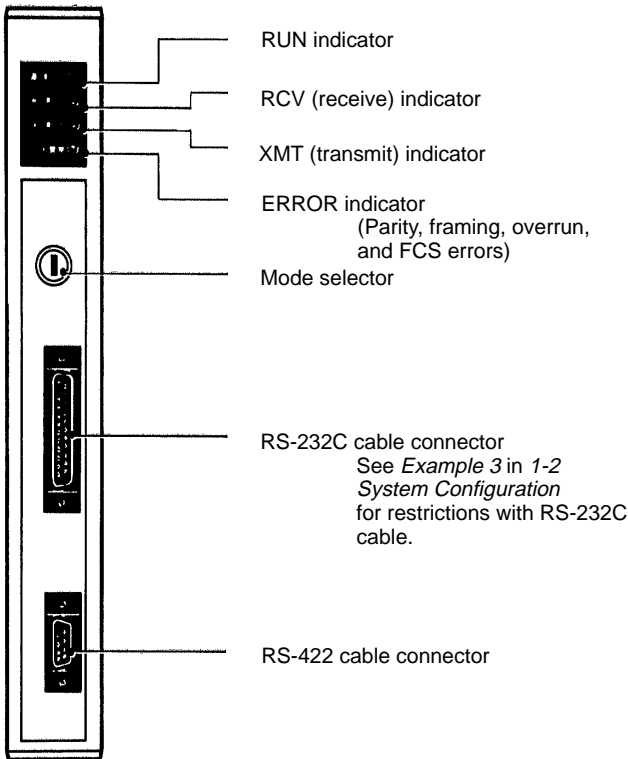 RUN indicator
RCV (receive) indicator
XMT (transmit) indicator
ERROR indicator
(Parity, framing, overrun,
and FCS errors)
Mode selector
RS-232C cable connector
See Example 3 in 1-2
System Configuration
for restrictions with RS-232C
cable.
RS-422 cable connector